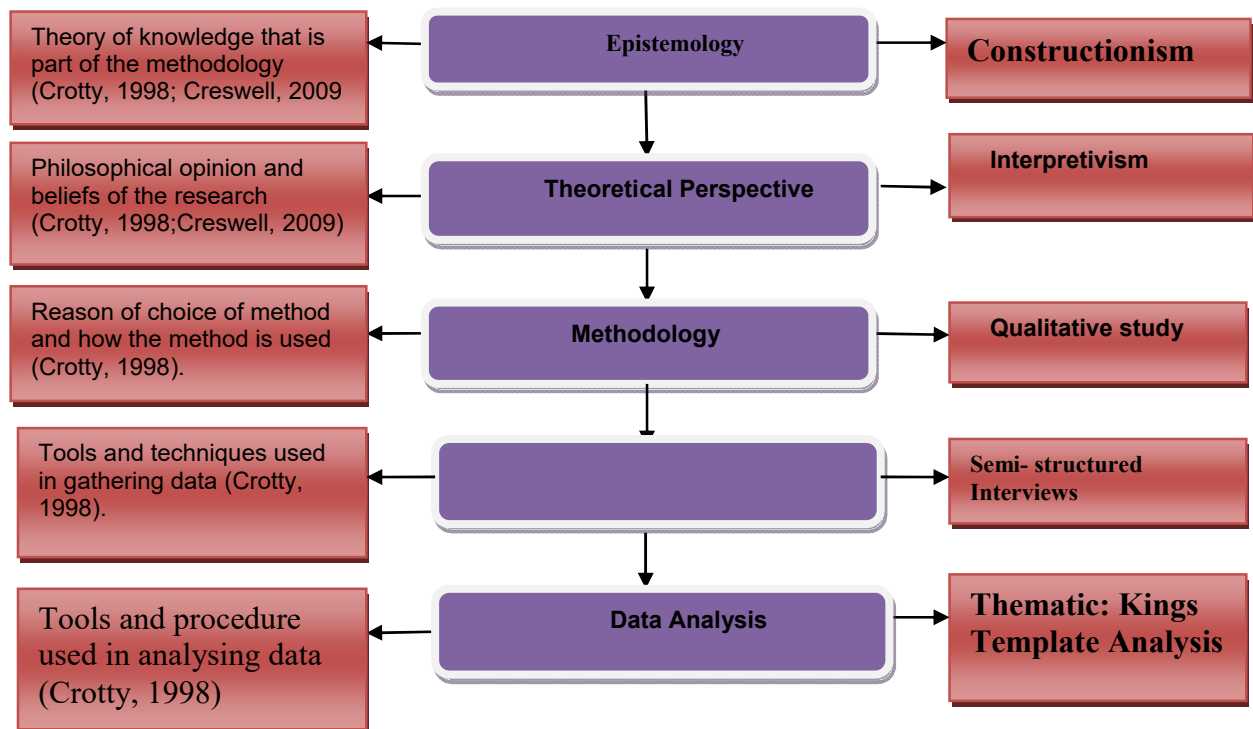 Theory of knowledge that is
part of the methodology
(Crotty, 1998; Creswell, 2009
Epistemology
Constructionism
Philosophical opinion and
beliefs of the research
(Crotty, 1998;Creswell, 2009)
Theoretical Perspective
Interpretivism
Reason of choice of method
and how the method is used
(Crotty, 1998).
Methodology
Qualitative study
Tools and techniques used
in gathering data (Crotty,
1998).
Semi- structured
Interviews
Tools and procedure
used in analysing data
(Crotty, 1998)
Data Analysis
Thematic: Kings
Template Analysis